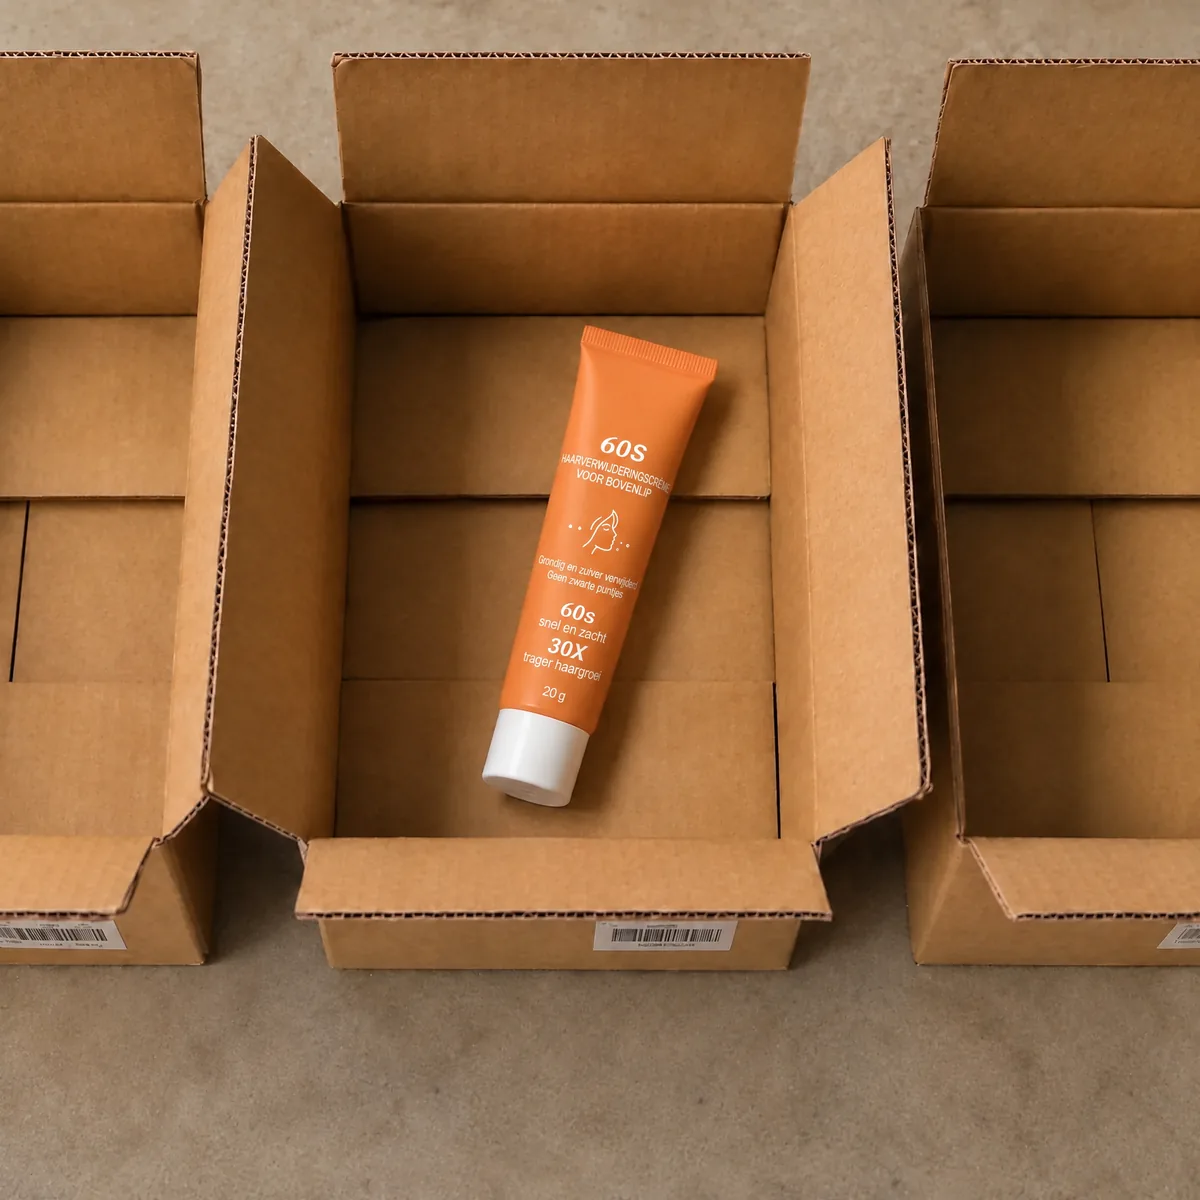 60S
HAARVERWIJDERINGSCRÈME
VOOR BOVENLIP
Grondig en zuiver verwijderd
Geen zwarte puntjes
60s
snel en zacht
30X
trager haargroei
20 g